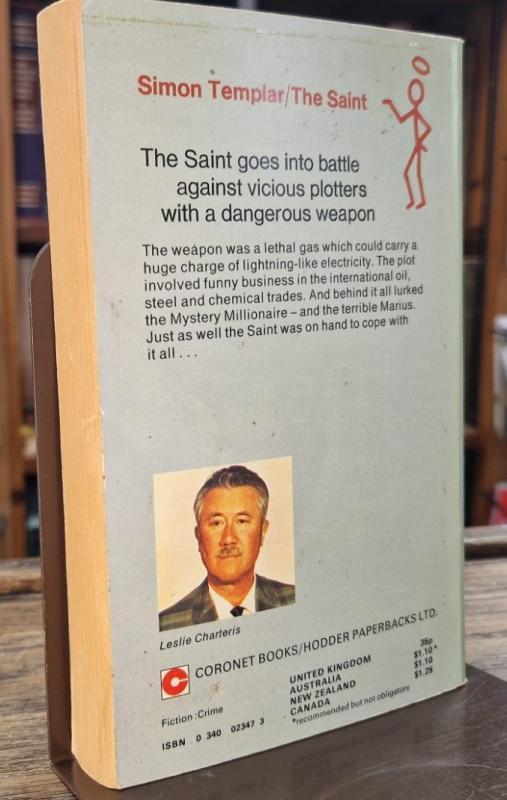 Simon Templar/The Saint
The Saint goes into battle
against vicious plotters
with a dangerous weapon
The weapon was a lethal gas which could carry a
huge charge of lightning-like electricity. The plot
involved funny business in the international oil,
steel and chemical trades. And behind it all lurked
the Mystery Millionaire – and the terrible Marius.
Just as well the Saint was on hand to cope with
it all . . .
Leslie Charteris
CORONET BOOKS/HODDER PAPERBACKS LTD.
UNITED KINGDOM 35p
AUSTRALIA $1.10*
NEW ZEALAND $1.10
CANADA $1.25
*recommended but not obligatory
Fiction:Crime
ISBN 0 340 02347 3